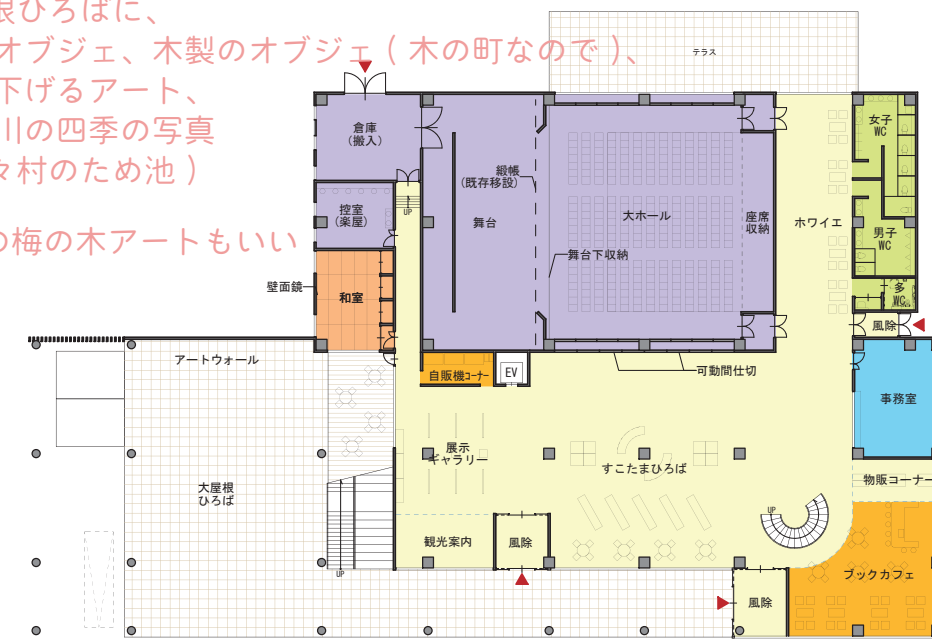 根ひろばに、
オブジェ、木製のオブジェ ( 木の町なので )、
下げるアート、
川の四季の写真
村のため池 )
の梅の木アートもいい
テラス
倉庫
(搬入)
女子
WC
緞帳
(既存移設)
控室
(楽屋)
UP
舞台
大ホール
座席
収納
ホワイエ
男子
WC
舞台下収納
壁面鏡
和室
多
WC
風除
アートウォール
自販機コーナー
EV
可動間仕切
事務室
展示
ギャラリー
すこたまひろば
物販コーナー
大屋根
ひろば
UP
観光案内
風除
ブックカフェ
UP
風除